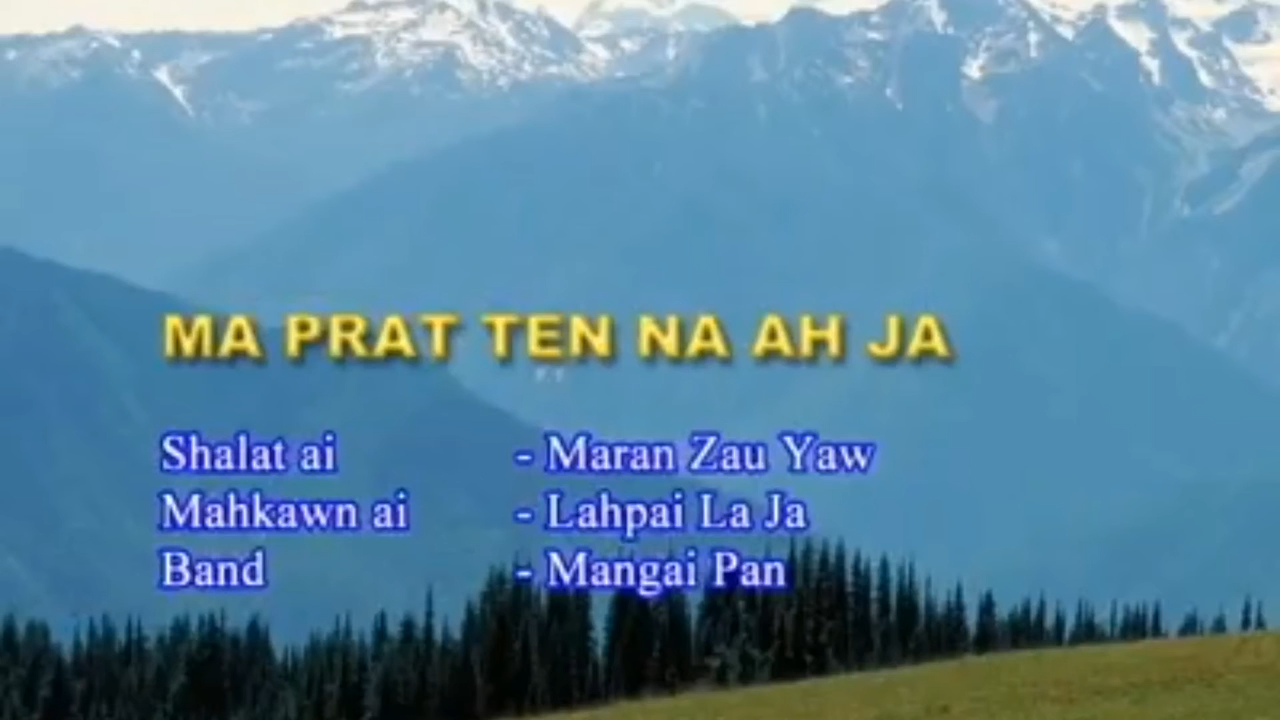 MA PRAT TEN NA AH JA
Shalat ai - Maran Zau Yaw
Mahkawn ai - Lahpai La Ja
Band - Mangai Pan